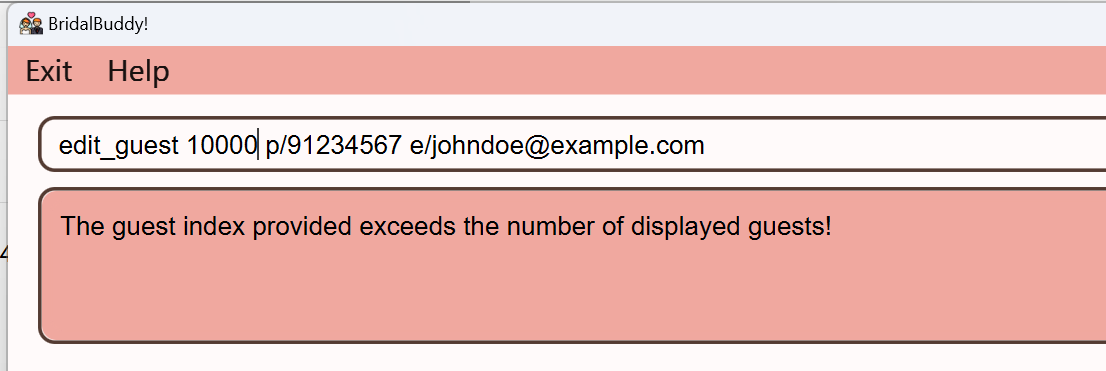 BridalBuddy!
Exit Help
edit_guest 10000 p/91234567 e/johndoe@example.com
The guest index provided exceeds the number of displayed guests!